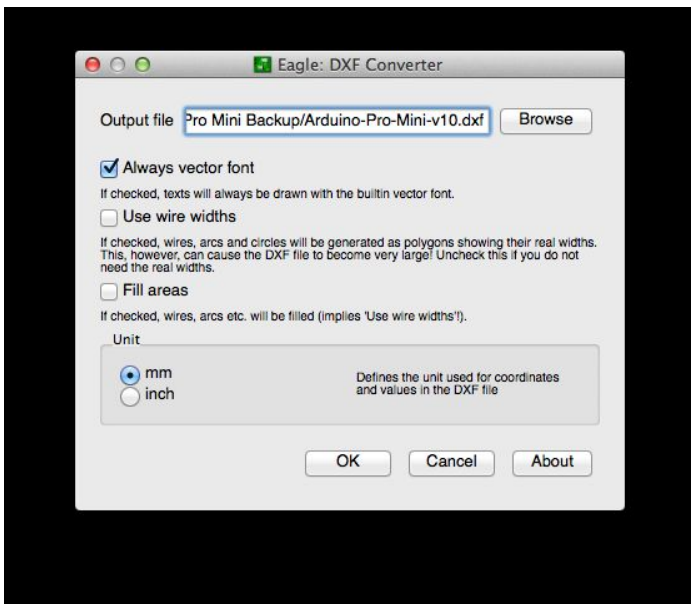 Eagle: DXF Converter
Output file Pro Mini Backup/Arduino-Pro-Mini-v10.dxf Browse
Always vector font
If checked, texts will always be drawn with the builtin vector font.
Use wire widths
If checked, wires, arcs and circles will be generated as polygons showing their real widths.
This, however, can cause the DXF file to become very large! Uncheck this if you do not
need the real widths.
Fill areas
If checked, wires, arcs etc. will be filled (implies 'Use wire widths'!).
Unit
mm
inch
Defines the unit used for coordinates
and values in the DXF file
OK Cancel About